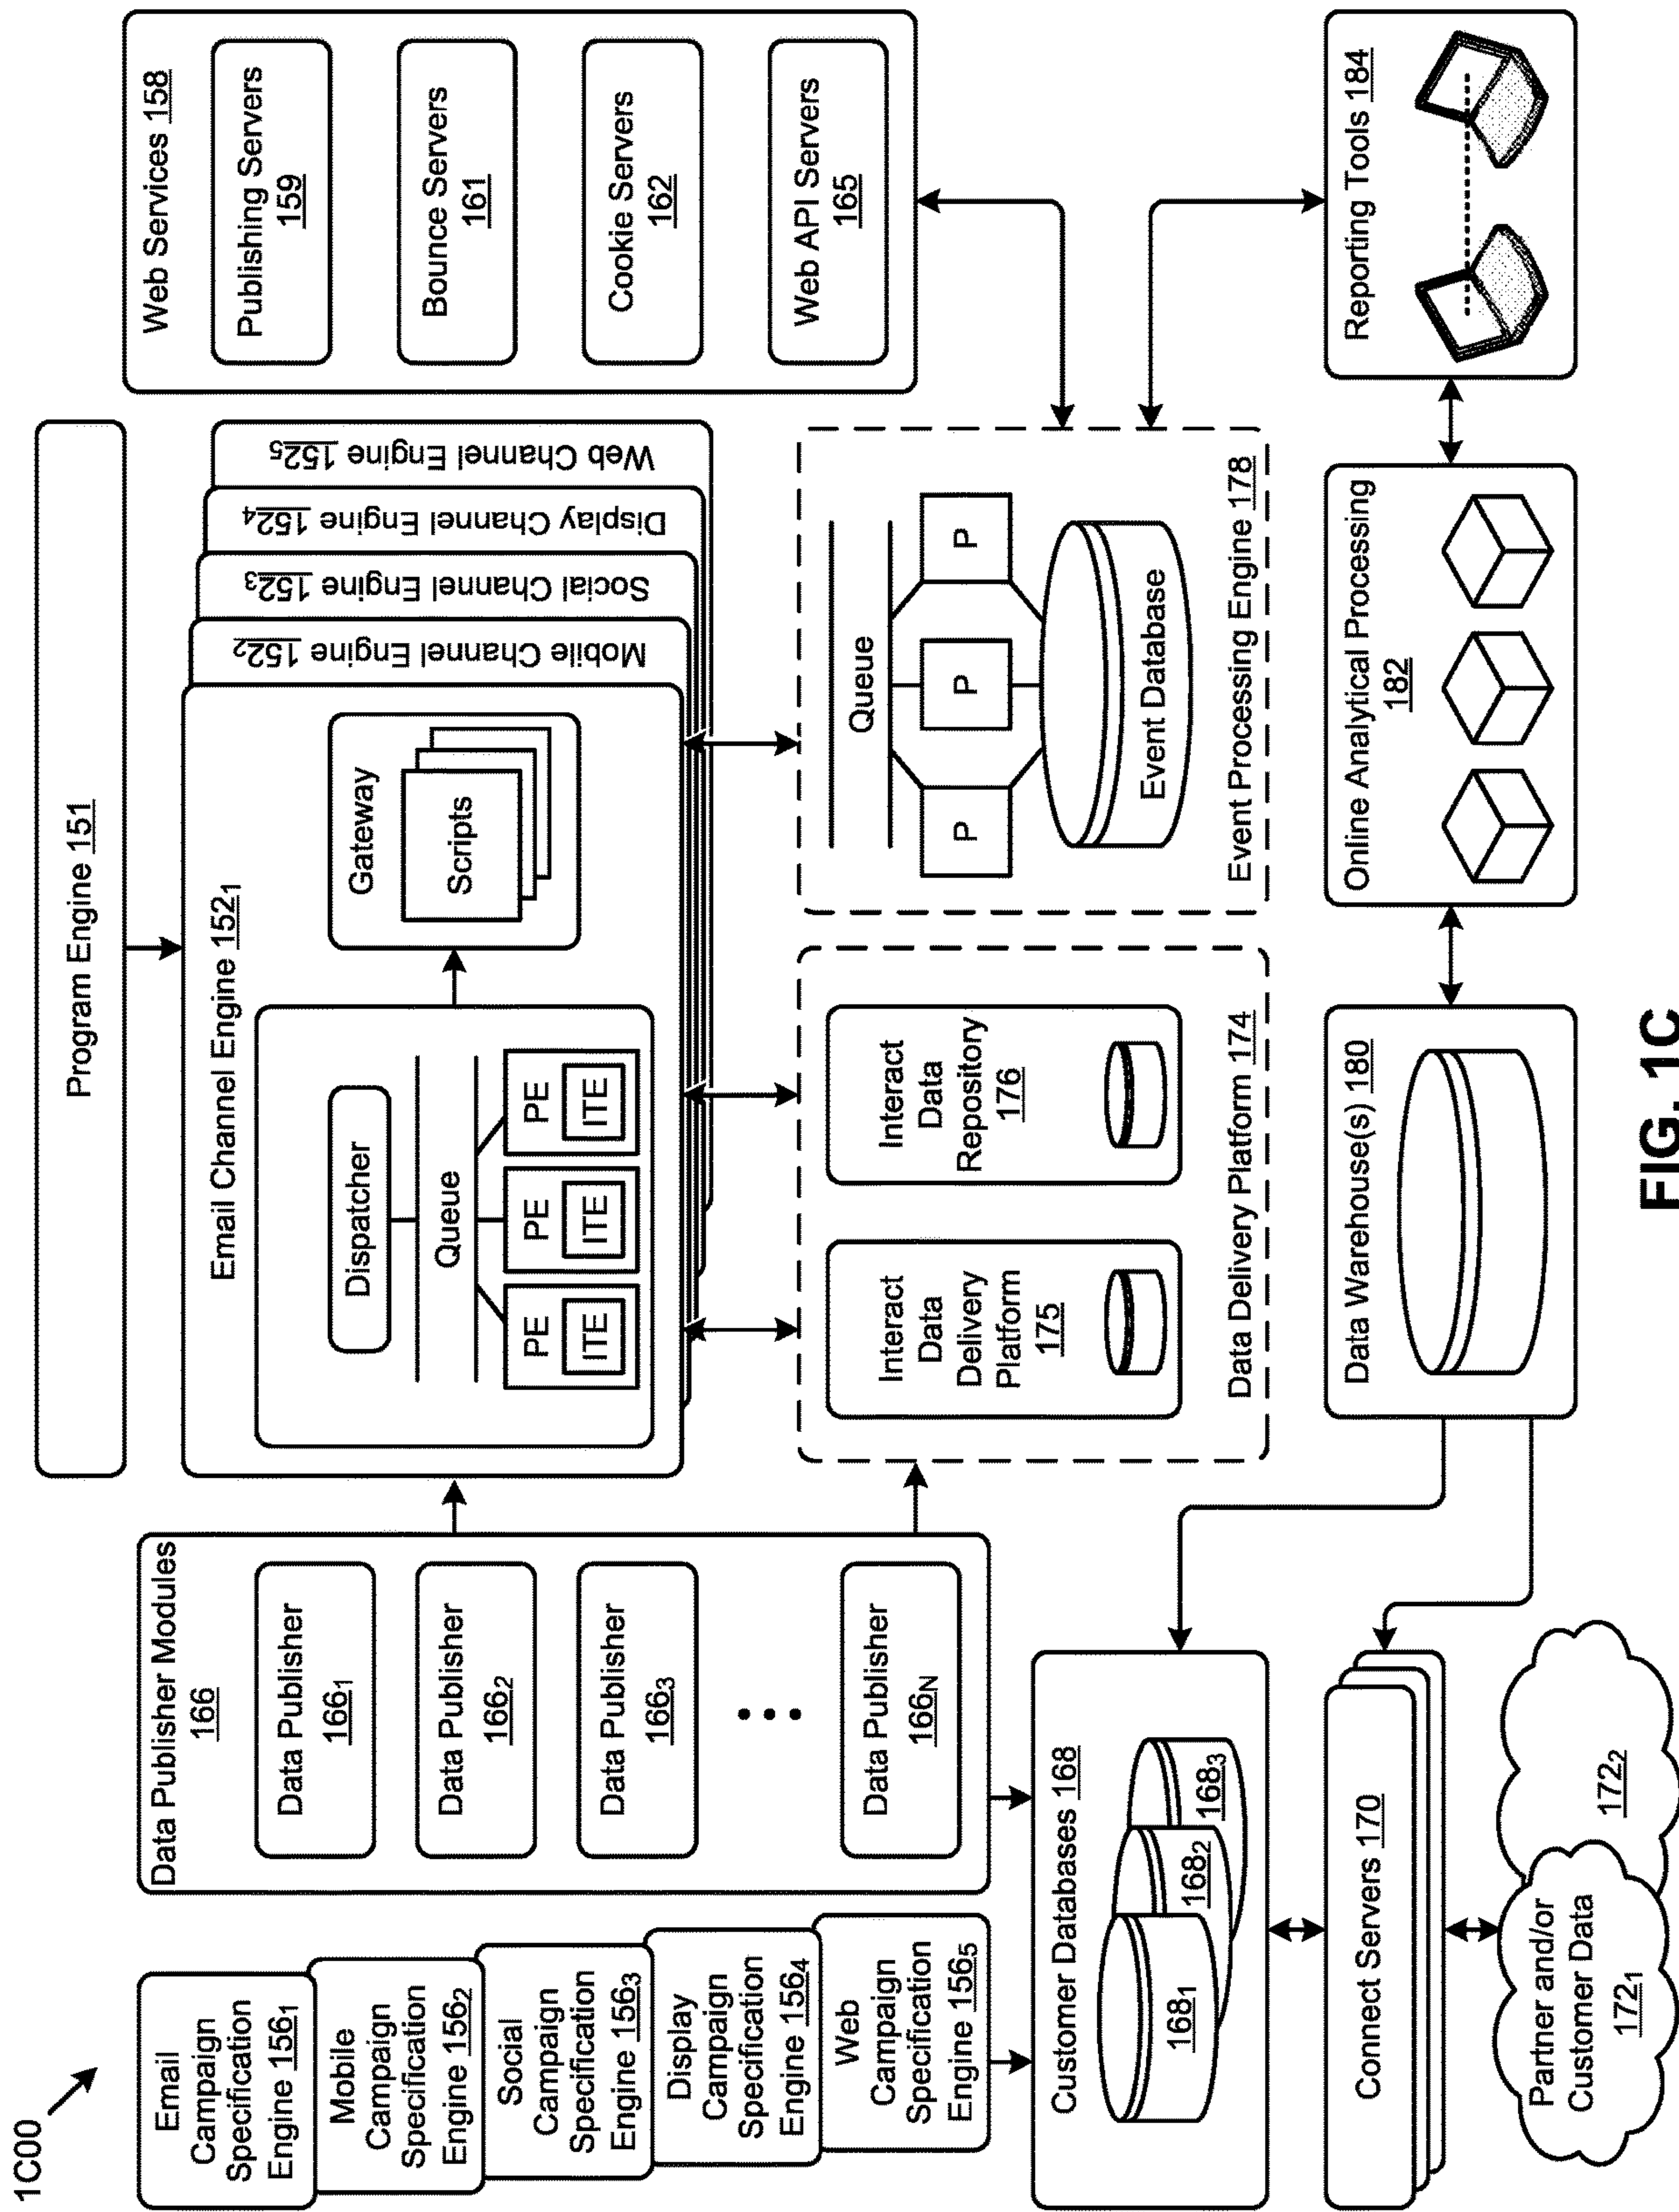 1C00
Program Engine 151
Email
Campaign
Specification
Engine 156₁
Mobile
Campaign
Specification
Engine 156₂
Social
Campaign
Specification
Engine 156₃
Display
Campaign
Specification
Engine 156₄
Web
Campaign
Specification
Engine 156₅
Data Publisher Modules
166
Data Publisher
166₁
Data Publisher
166₂
Data Publisher
166₃
Data Publisher
166N
Email Channel Engine 152₁
Dispatcher
Queue
PE
ITE
PE
ITE
PE
ITE
Gateway
Scripts
Mobile Channel Engine 152₂
Social Channel Engine 152₃
Display Channel Engine 152₄
Web Channel Engine 152₅
Web Services 158
Publishing Servers
159
Bounce Servers
161
Cookie Servers
162
Web API Servers
165
Interact
Data
Delivery
Platform
175
Interact
Data
Repository
176
Data Delivery Platform 174
Queue
P
P
P
Event Database
Event Processing Engine 178
Customer Databases 168
168₁
168₂
168₃
Connect Servers 170
Partner and/or
Customer Data
172₁
172₂
Data Warehouse(s) 180
Online Analytical Processing
182
Reporting Tools 184
FIG. 1C